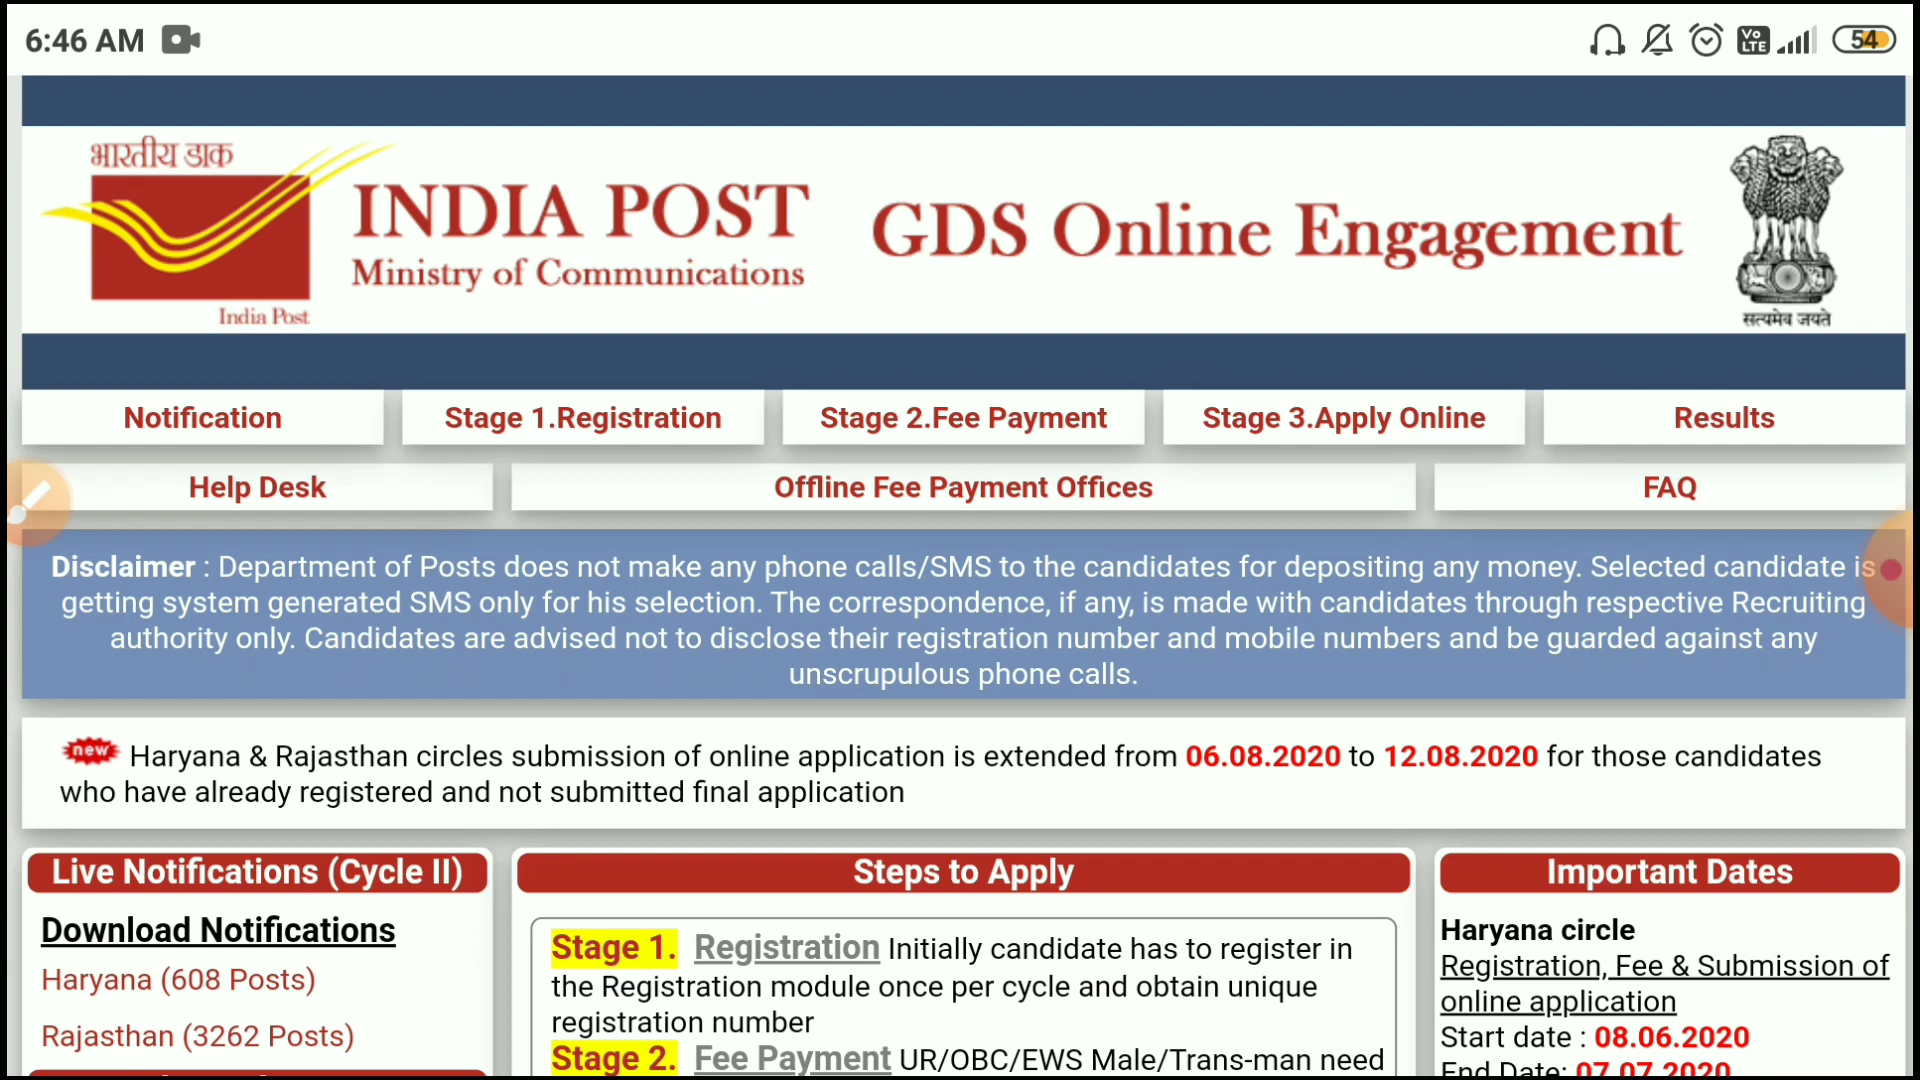 6:46 AM
Vo LTE
54
भारतीय डाक
INDIA POST
Ministry of Communications
India Post
GDS Online Engagement
सत्यमेव जयते
Notification
Stage 1.Registration
Stage 2.Fee Payment
Stage 3.Apply Online
Results
Help Desk
Offline Fee Payment Offices
FAQ
Disclaimer : Department of Posts does not make any phone calls/SMS to the candidates for depositing any money. Selected candidate is
getting system generated SMS only for his selection. The correspondence, if any, is made with candidates through respective Recruiting
authority only. Candidates are advised not to disclose their registration number and mobile numbers and be guarded against any
unscrupulous phone calls.
new Haryana & Rajasthan circles submission of online application is extended from 06.08.2020 to 12.08.2020 for those candidates
who have already registered and not submitted final application
Live Notifications (Cycle II)
Download Notifications
Haryana (608 Posts)
Rajasthan (3262 Posts)
Steps to Apply
Stage 1. Registration Initially candidate has to register in
the Registration module once per cycle and obtain unique
registration number
Stage 2. Fee Payment UR/OBC/EWS Male/Trans-man need
Important Dates
Haryana circle
Registration, Fee & Submission of
online application
Start date : 08.06.2020
End Date: 07.07.2020